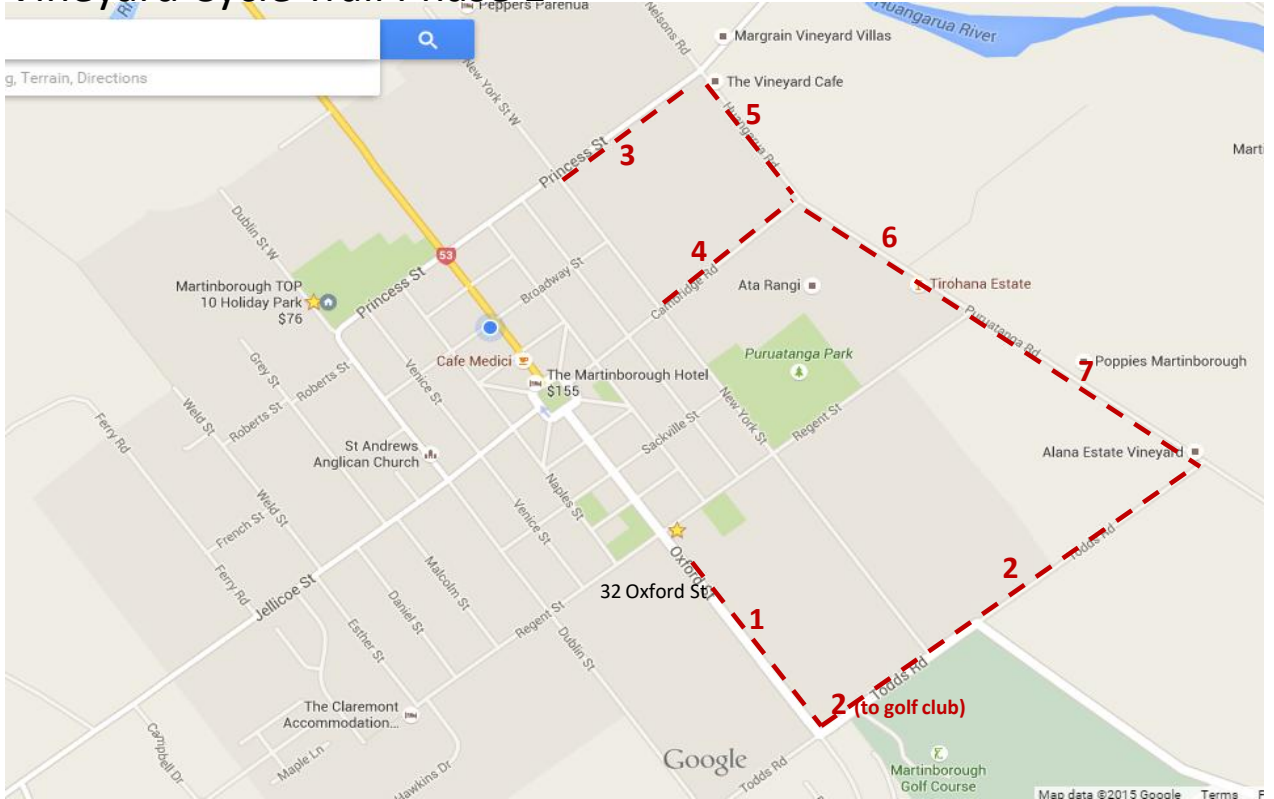 Vineyard Cycle Trail
Peppers Parenua
Nelsons Rd
Huangarua River
Margrain Vineyard Villas
g, Terrain, Directions
The Vineyard Cafe
New York St W
5
Huangarua Rd
Princess St
3
Marti
Dublin St W
6
53
4
Martinborough TOP
10 Holiday Park
$76
Princess St
Broadway St
Cambridge Rd
Ata Rangi
Tirohana Estate
Puruatanga Rd
Cafe Medici
Puruatanga Park
Poppies Martinborough
7
The Martinborough Hotel
$155
Grey St
Roberts St
Roberts St
Venice St
Weld St
Ferry Rd
New York St
Regent St
Sackville St
St Andrews
Anglican Church
Alana Estate Vineyard
Naples St
Venice St
Weld St
French St
Oxford St
Todds Rd
Ferry Rd
Malcolm St
Jellicoe St
Daniel St
32 Oxford St
2
Regent St
1
Esther St
Dublin St
Todds Rd
The Claremont
Accommodation...
2 (to golf club)
Campbell Dr
Maple Ln
Hawkins Dr
Google
Todds Rd
Martinborough
Golf Course
Map data ©2015 Google
Terms